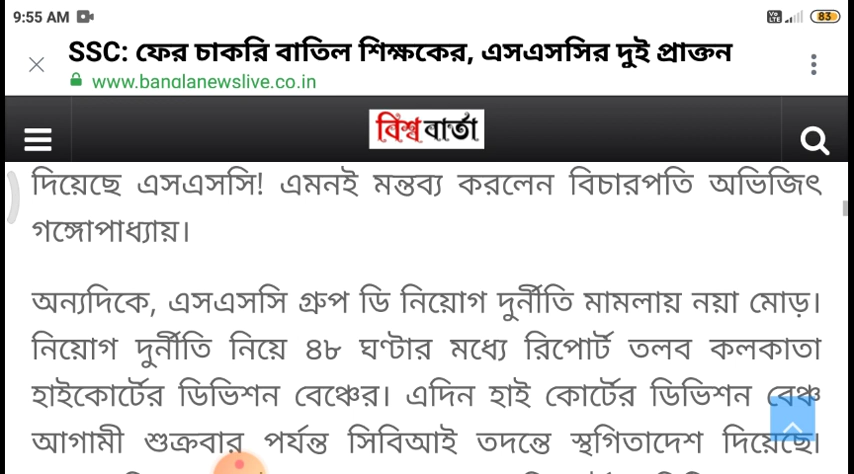 9:55 AM
Vo LTE 83
SSC: ফের চাকরি বাতিল শিক্ষকের, এসএসসির দুই প্রাক্তন
www.banglanewslive.co.in
বিশ্ব বার্তা
দিয়েছে এসএসসি! এমনই মন্তব্য করলেন বিচারপতি অভিজিৎ
গঙ্গোপাধ্যায়।
অন্যদিকে, এসএসসি গ্রুপ ডি নিয়োগ দুর্নীতি মামলায় নয়া মোড়।
নিয়োগ দুর্নীতি নিয়ে ৪৮ ঘণ্টার মধ্যে রিপোর্ট তলব কলকাতা
হাইকোর্টের ডিভিশন বেঞ্চের। এদিন হাই কোর্টের ডিভিশন বেঞ্চ
আগামী শুক্রবার পর্যন্ত সিবিআই তদন্তে স্থগিতাদেশ দিয়েছে।